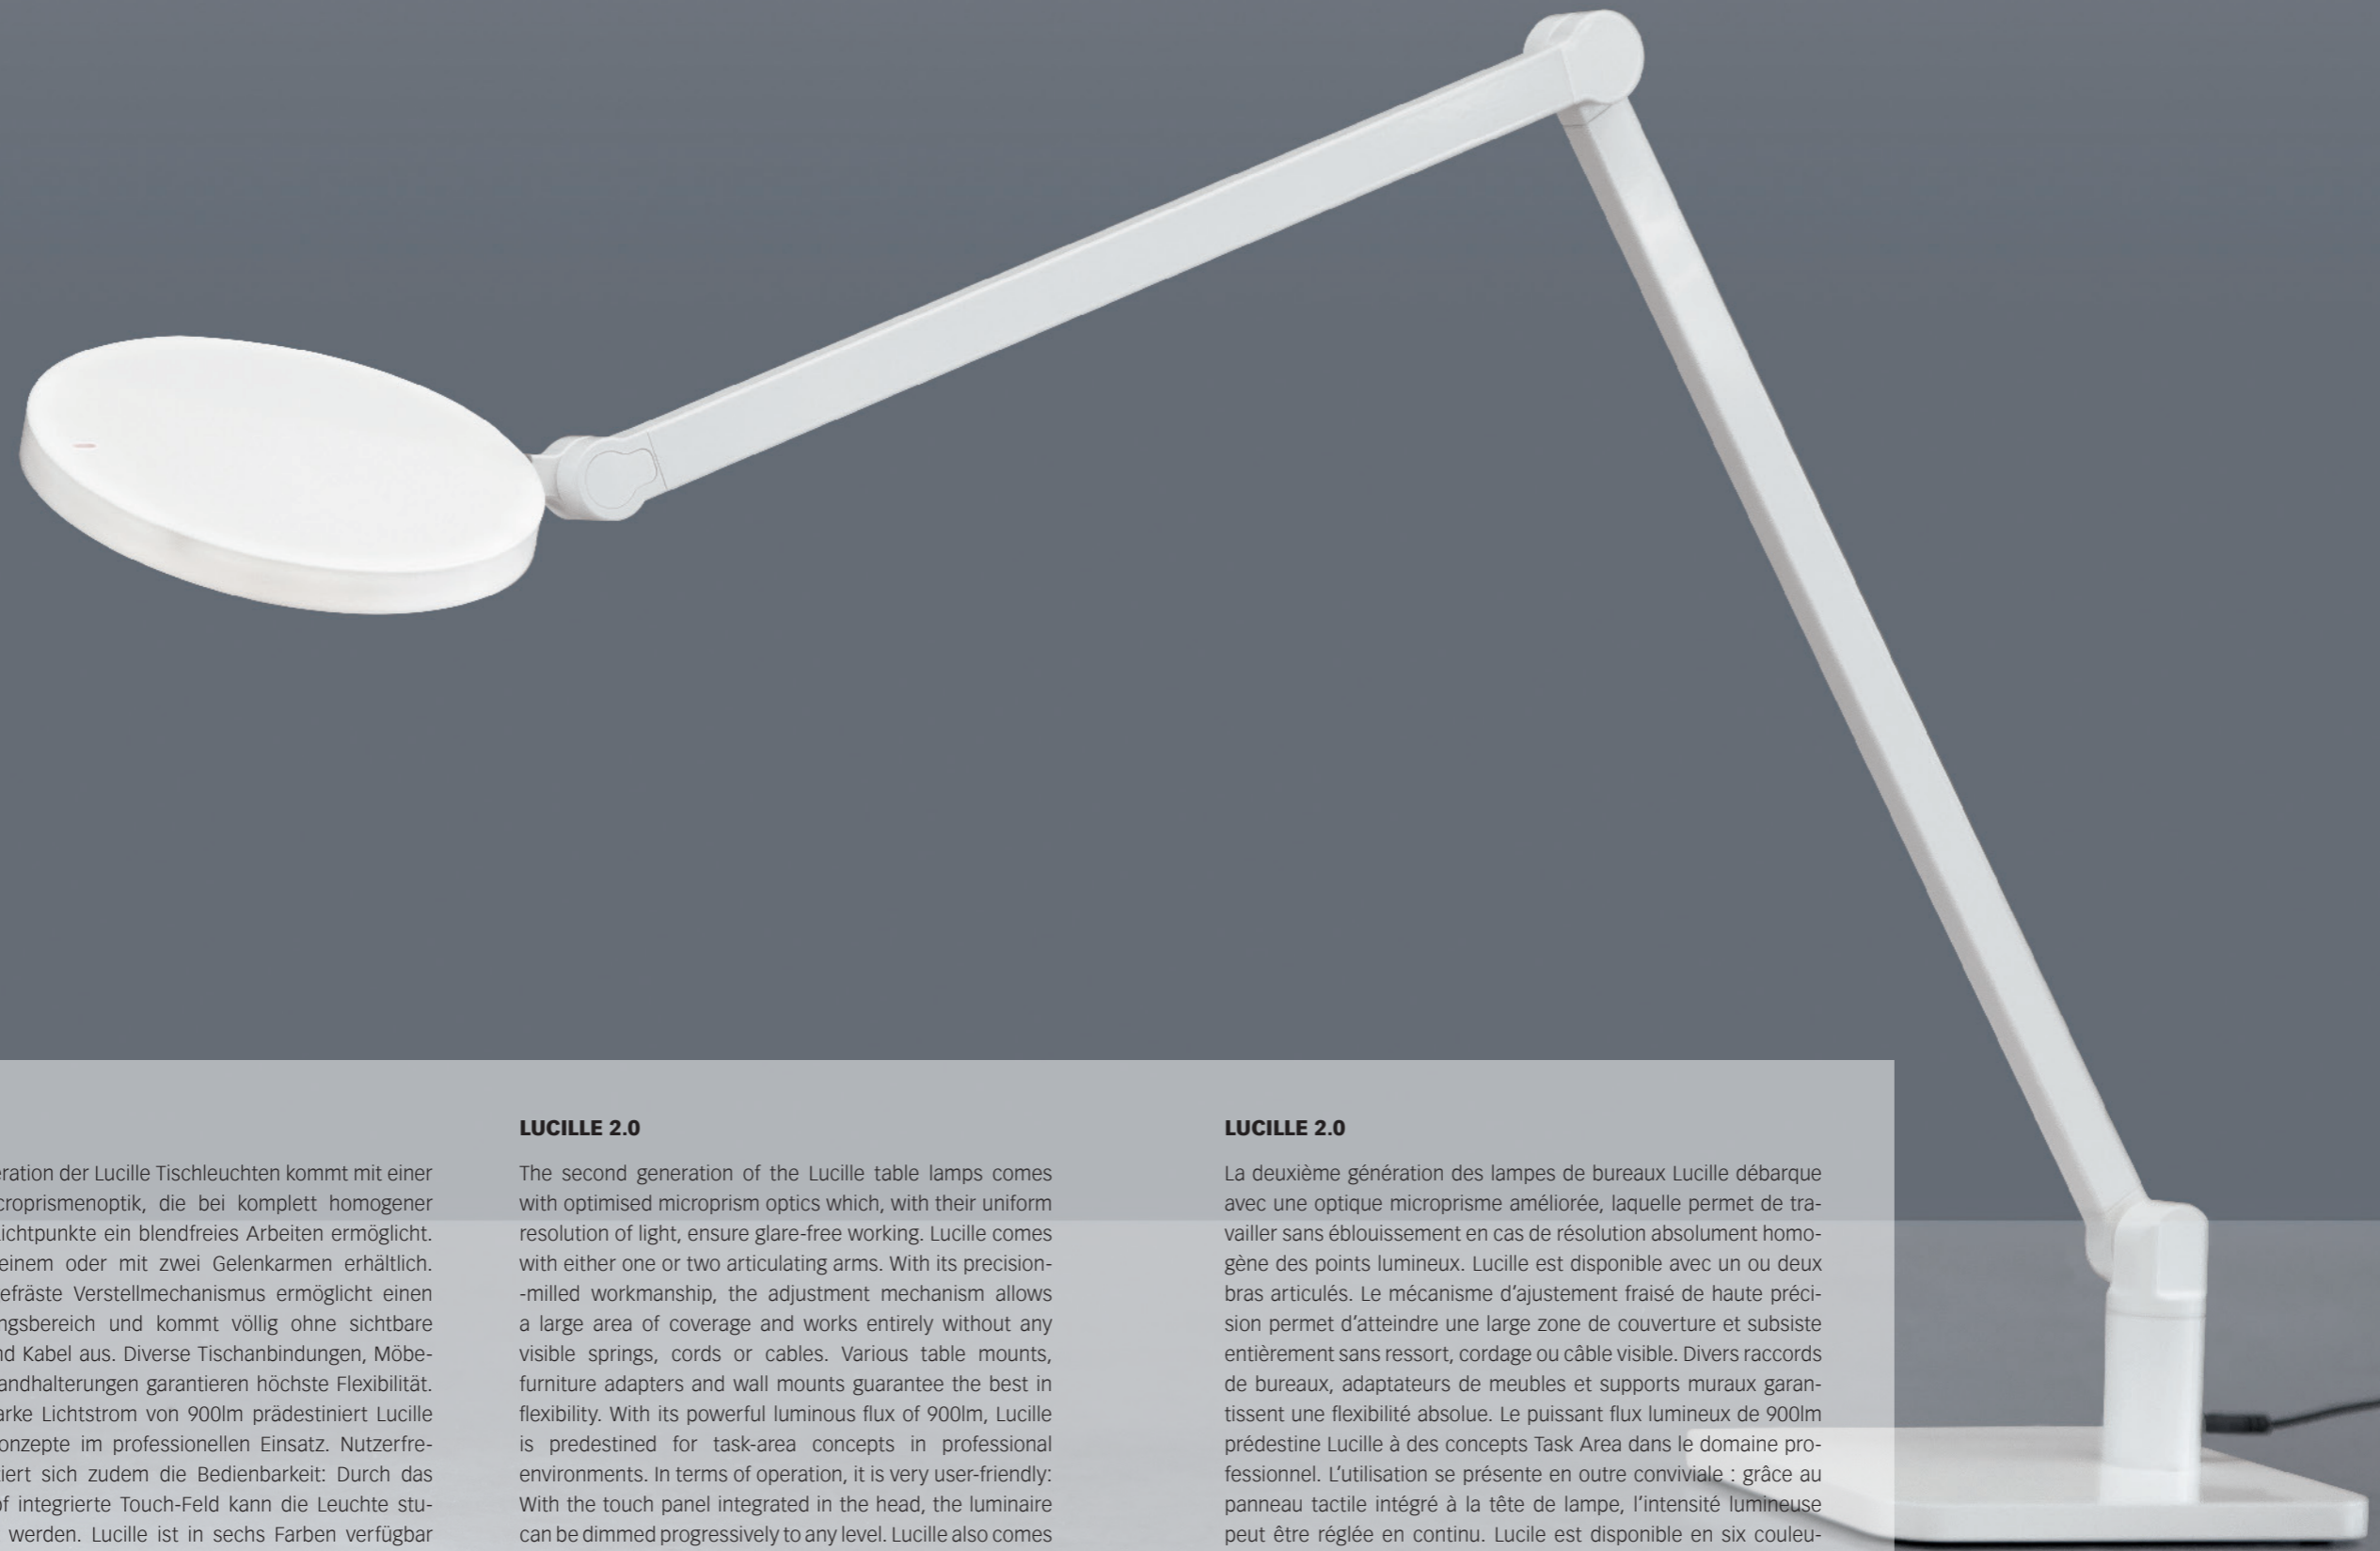 eration der Lucille Tischleuchten kommt mit einer
croprismenoptik, die bei komplett homogener
ichtpunkte ein blendfreies Arbeiten ermöglicht.
einem oder mit zwei Gelenkarmen erhältlich.
efräste Verstellmechanismus ermöglicht einen
ngsbereich und kommt völlig ohne sichtbare
nd Kabel aus. Diverse Tischanbindungen, Möbe-
andhalterungen garantieren höchste Flexibilität.
arke Lichtstrom von 900lm prädestiniert Lucille
onzepte im professionellen Einsatz. Nutzerfre-
tiert sich zudem die Bedienbarkeit: Durch das
of integrierte Touch-Feld kann die Leuchte stu-
werden. Lucille ist in sechs Farben verfügbar
LUCILLE 2.0
The second generation of the Lucille table lamps comes
with optimised microprism optics which, with their uniform
resolution of light, ensure glare-free working. Lucille comes
with either one or two articulating arms. With its precision-
-milled workmanship, the adjustment mechanism allows
a large area of coverage and works entirely without any
visible springs, cords or cables. Various table mounts,
furniture adapters and wall mounts guarantee the best in
flexibility. With its powerful luminous flux of 900lm, Lucille
is predestined for task-area concepts in professional
environments. In terms of operation, it is very user-friendly:
With the touch panel integrated in the head, the luminaire
can be dimmed progressively to any level. Lucille also comes
LUCILLE 2.0
La deuxième génération des lampes de bureaux Lucille débarque
avec une optique microprisme améliorée, laquelle permet de tra-
vailler sans éblouissement en cas de résolution absolument homo-
gène des points lumineux. Lucille est disponible avec un ou deux
bras articulés. Le mécanisme d’ajustement fraisé de haute préci-
sion permet d’atteindre une large zone de couverture et subsiste
entièrement sans ressort, cordage ou câble visible. Divers raccords
de bureaux, adaptateurs de meubles et supports muraux garan-
tissent une flexibilité absolue. Le puissant flux lumineux de 900lm
prédestine Lucille à des concepts Task Area dans le domaine pro-
fessionnel. L’utilisation se présente en outre conviviale : grâce au
panneau tactile intégré à la tête de lampe, l’intensité lumineuse
peut être réglée en continu. Lucile est disponible en six couleu-